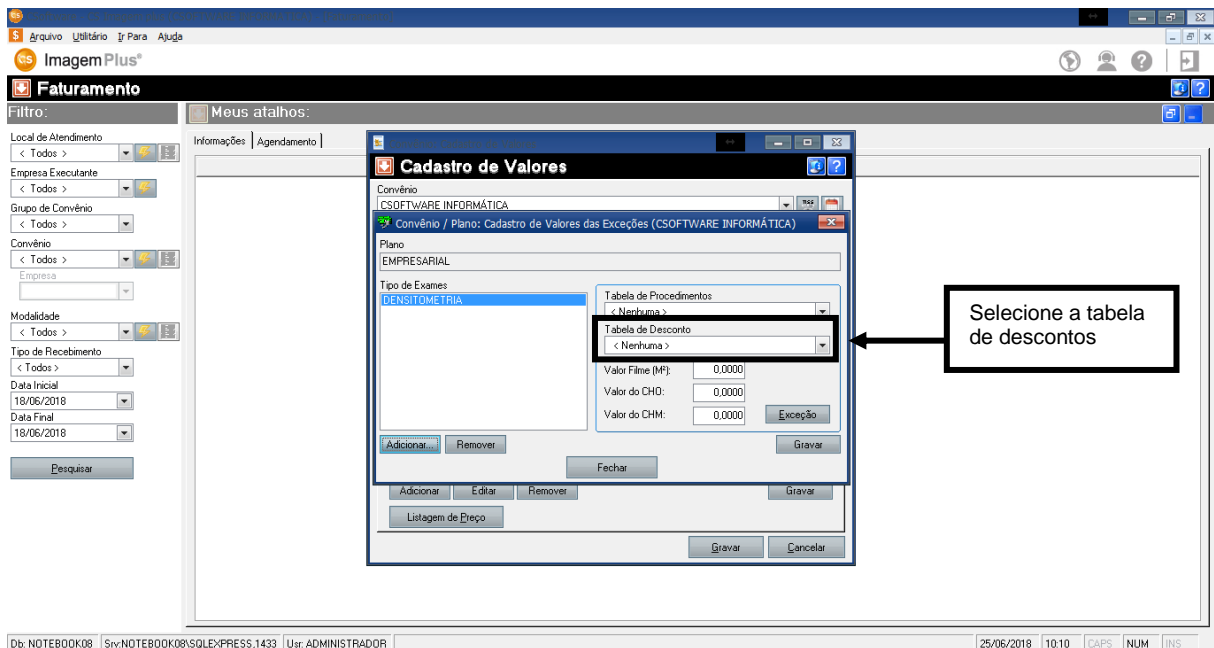 Arquivo Utilitário Ir Para Ajuda
ImagemPlus®
Faturamento
Filtro:
Meus atalhos:
Local de Atendimento
< Todos >
Empresa Executante
< Todos >
Grupo de Convênio
< Todos >
Convênio
< Todos >
Empresa
Modalidade
< Todos >
Tipo de Recebimento
< Todos >
Data Inicial
18/06/2018
Data Final
18/06/2018
Pesquisar
Informações Agendamento
Cadastro de Valores
Convênio
CSOFTWARE INFORMÁTICA
Convênio / Plano: Cadastro de Valores das Exceções (CSOFTWARE INFORMÁTICA)
Plano
EMPRESARIAL
Tipo de Exames
DENSITOMETRIA
Tabela de Procedimentos
< Nenhuma >
Tabela de Desconto
< Nenhuma >
Valor Filme (M²): 0,0000
Valor do CHO: 0,0000
Valor do CHM: 0,0000
Exceção
Adicionar... Remover Gravar
Fechar
Adicionar Editar Remover Gravar
Listagem de Preço
Gravar Cancelar
Selecione a tabela
de descontos
Db: NOTEBOOK08 Srv:NOTEBOOK08\SQLEXPRESS,1433 Usr: ADMINISTRADOR 25/06/2018 10:10 CAPS NUM INS